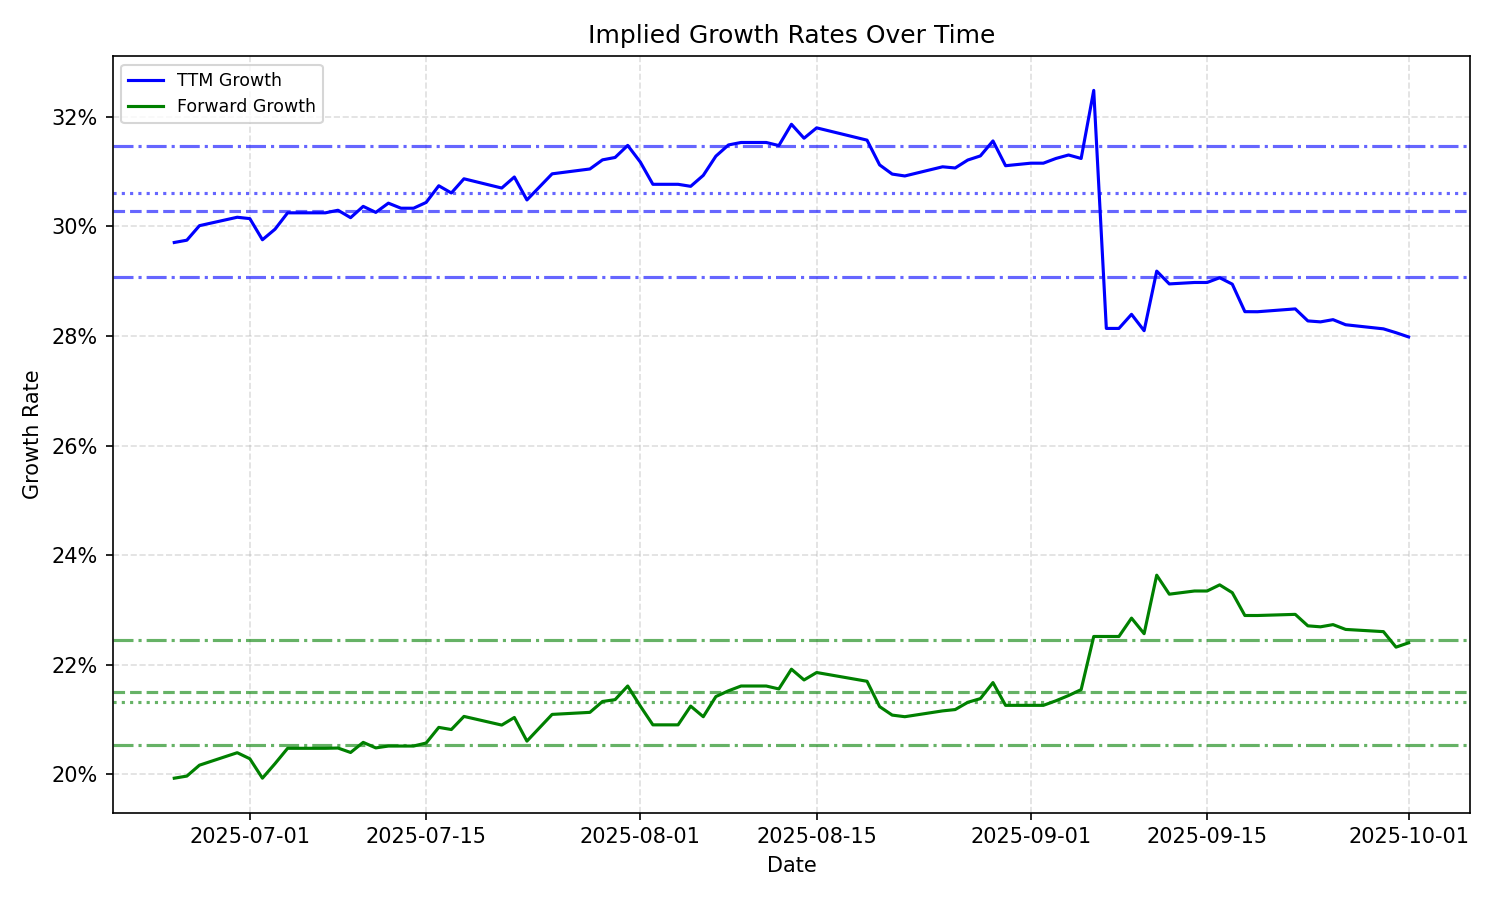 Implied Growth Rates Over Time
TTM Growth
Forward Growth
32%
30%
28%
26%
24%
22%
20%
Growth Rate
2025-07-01 2025-07-15 2025-08-01 2025-08-15 2025-09-01 2025-09-15 2025-10-01
Date